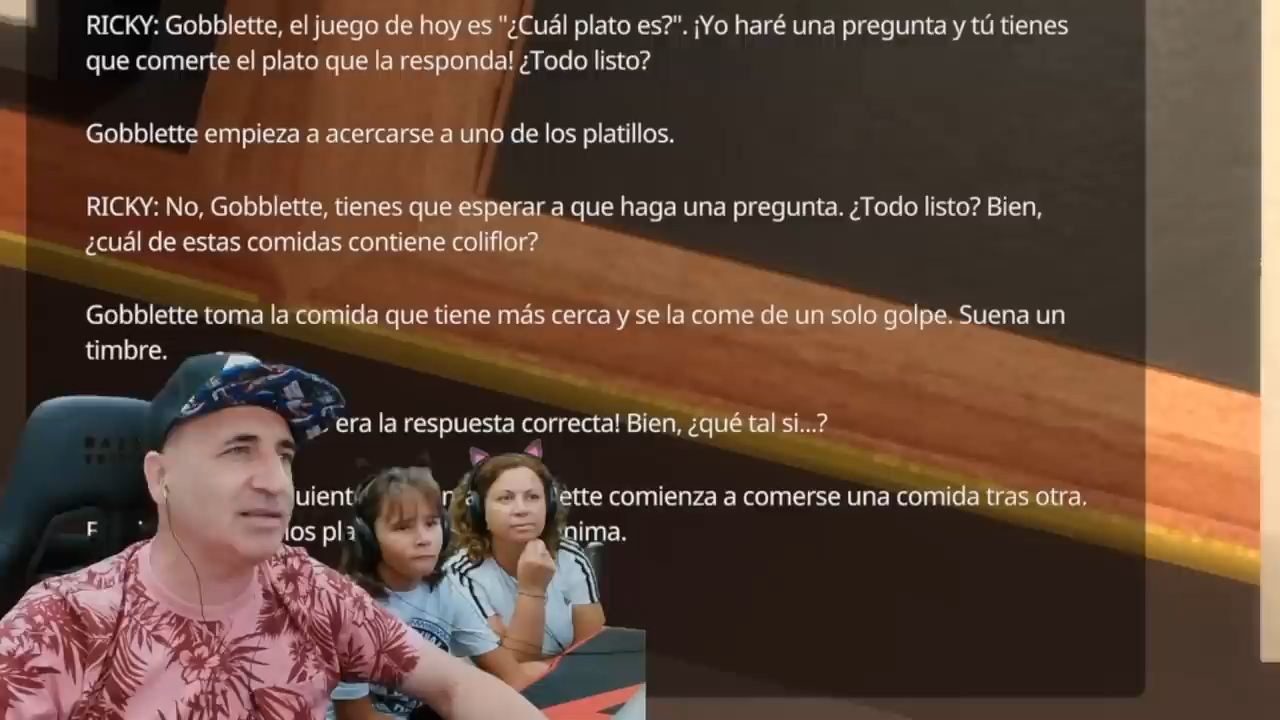 RICKY: Gobblette, el juego de hoy es "¿Cuál plato es?". ¡Yo haré una pregunta y tú tienes
que comerte el plato que la responda! ¿Todo listo?
Gobblette empieza a acercarse a uno de los platillos.
RICKY: No, Gobblette, tienes que esperar a que haga una pregunta. ¿Todo listo? Bien,
¿cuál de estas comidas contiene coliflor?
Gobblette toma la comida que tiene más cerca y se la come de un solo golpe. Suena un
timbre.
era la respuesta correcta! Bien, ¿qué tal si...?
comienza a comerse una comida tras otra.